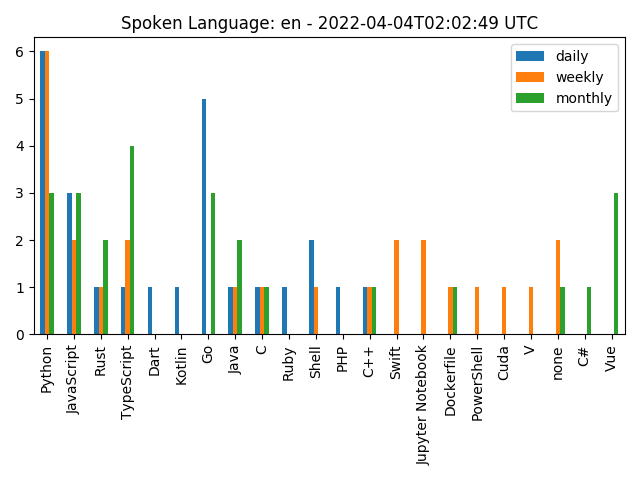 Spoken Language: en - 2022-04-04T02:02:49 UTC
daily
weekly
monthly
6
5
4
3
2
1
0
Python
JavaScript
Rust
TypeScript
Dart
Kotlin
Go
Java
C
Ruby
Shell
PHP
C++
Swift
Jupyter Notebook
Dockerfile
PowerShell
Cuda
V
none
C#
Vue